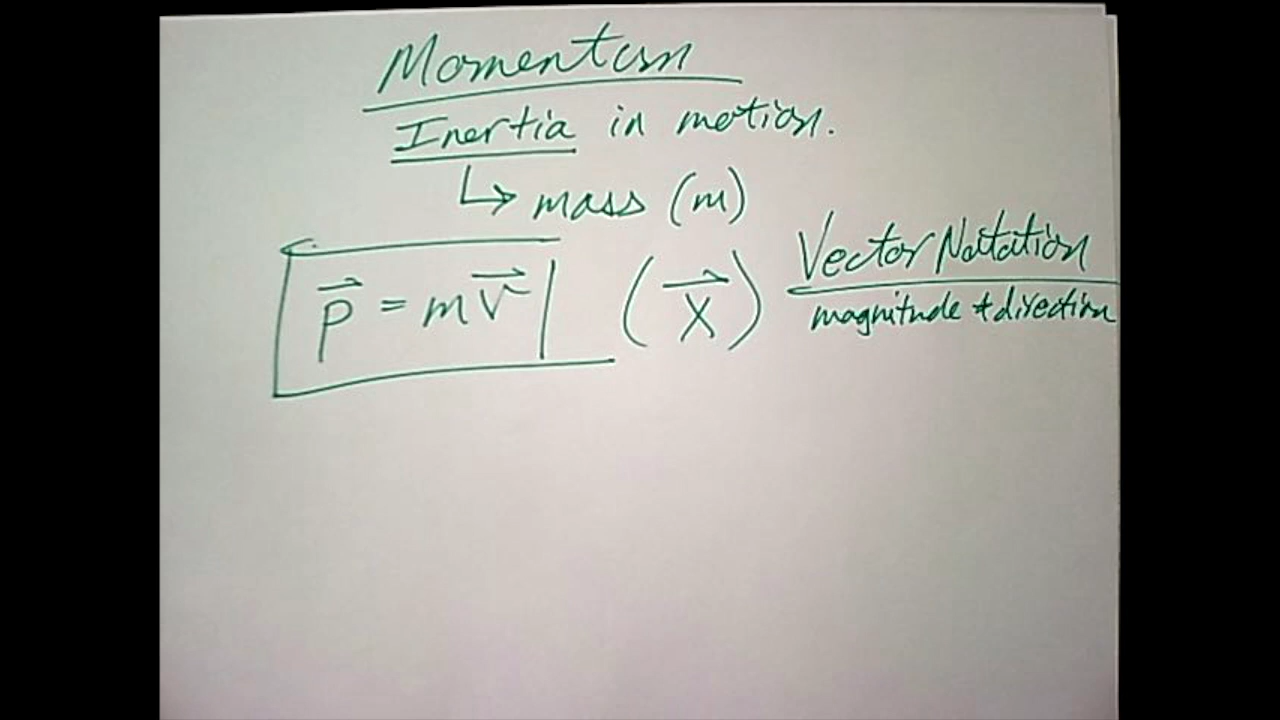 Momentum
Inertia in motion.
↳ mass (m)
p⃗ = mv⃗ (x⃗) Vector Notation
magnitude + direction